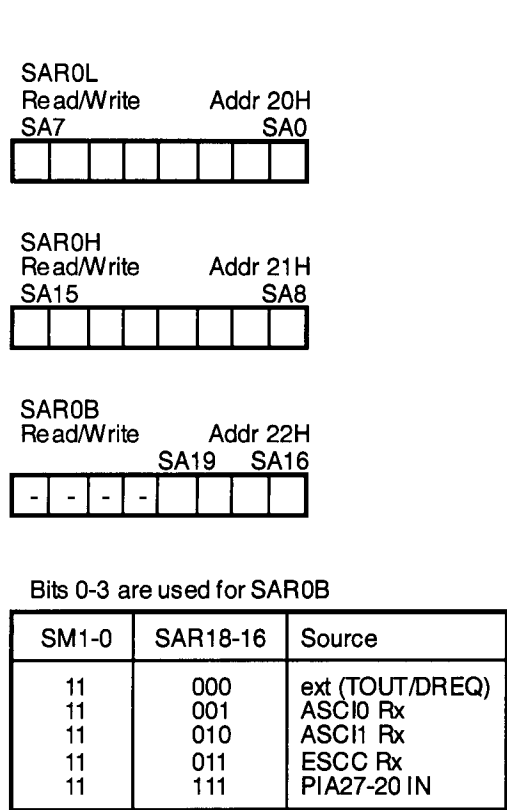 SAR0L
Read/Write Addr 20H
SA7 SA0
SAR0H
Read/Write Addr 21H
SA15 SA8
SAR0B
Read/Write Addr 22H
SA19 SA16
- - - -
Bits 0-3 are used for SAR0B
SM1-0 SAR18-16 Source
11 000 ext (TOUT/DREQ)
11 001 ASCI0 Rx
11 010 ASCI1 Rx
11 011 ESCC Rx
11 111 PIA27-20 IN